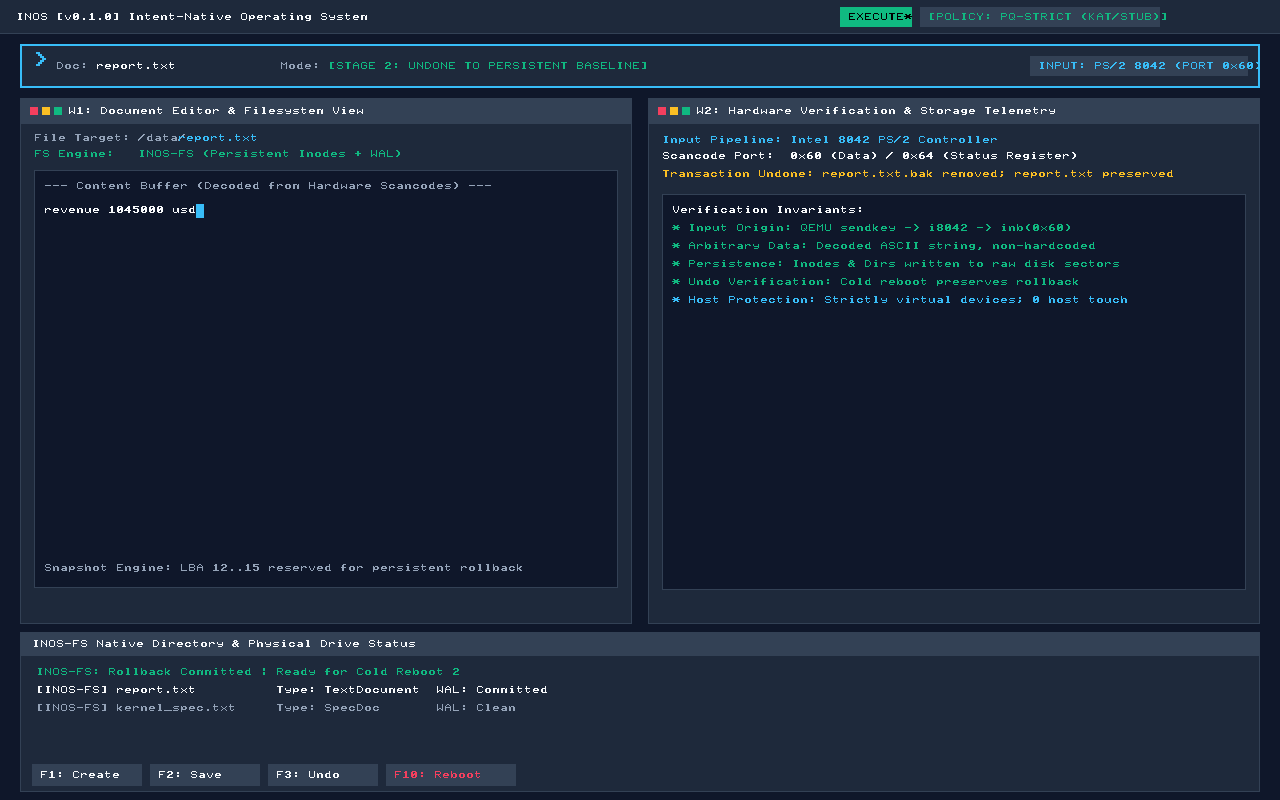 INOS [v0.1.0] Intent-Native Operating System
EXECUTE* [POLICY: PQ-STRICT (KAT/STUB)]
> Doc: report.txt Mode: [STAGE 2: UNDONE TO PERSISTENT BASELINE] INPUT: PS/2 8042 (PORT 0x60)
W1: Document Editor & Filesystem View
File Target: /data/report.txt
FS Engine: INOS-FS (Persistent Inodes + WAL)
--- Content Buffer (Decoded from Hardware Scancodes) ---
revenue 1045000 usd
Snapshot Engine: LBA 12..15 reserved for persistent rollback
W2: Hardware Verification & Storage Telemetry
Input Pipeline: Intel 8042 PS/2 Controller
Scancode Port: 0x60 (Data) / 0x64 (Status Register)
Transaction Undone: report.txt.bak removed; report.txt preserved
Verification Invariants:
* Input Origin: QEMU sendkey -> i8042 -> inb(0x60)
* Arbitrary Data: Decoded ASCII string, non-hardcoded
* Persistence: Inodes & Dirs written to raw disk sectors
* Undo Verification: Cold reboot preserves rollback
* Host Protection: Strictly virtual devices; 0 host touch
INOS-FS Native Directory & Physical Drive Status
INOS-FS: Rollback Committed | Ready for Cold Reboot 2
[INOS-FS] report.txt Type: TextDocument WAL: Committed
[INOS-FS] kernel_spec.txt Type: SpecDoc WAL: Clean
F1: Create F2: Save F3: Undo F10: Reboot